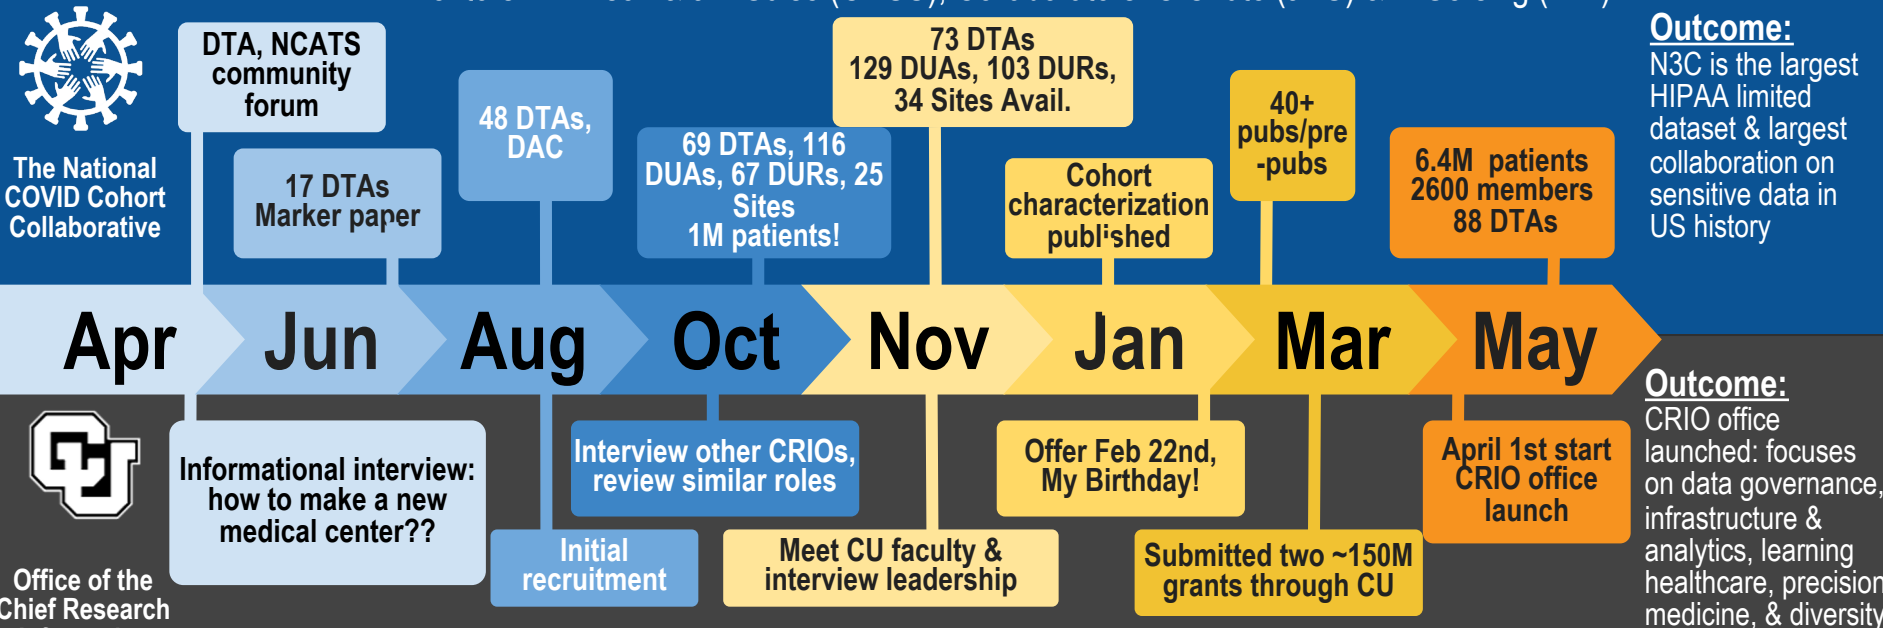 DTA, NCATS
community
forum
73 DTAs
129 DUAs, 103 DURs,
34 Sites Avail.
Outcome:
N3C is the largest
HIPAA limited
dataset & largest
collaboration on
sensitive data in
US history
48 DTAs,
DAC
40+
pubs/pre
-pubs
The National
COVID Cohort
Collaborative
17 DTAs
Marker paper
69 DTAs, 116
DUAs, 67 DURs, 25
Sites
1M patients!
Cohort
characterization
published
6.4M patients
2600 members
88 DTAs
Apr
Jun
Aug
Oct
Nov
Jan
Mar
May
CU
Informational interview:
how to make a new
medical center??
Interview other CRIOs,
review similar roles
Offer Feb 22nd,
My Birthday!
April 1st start
CRIO office
launch
Outcome:
CRIO office
launched: focuses
on data governance,
infrastructure &
analytics, learning
healthcare, precision
medicine, & diversity
Initial
recruitment
Meet CU faculty &
interview leadership
Submitted two ~150M
grants through CU
Office of the
Chief Research